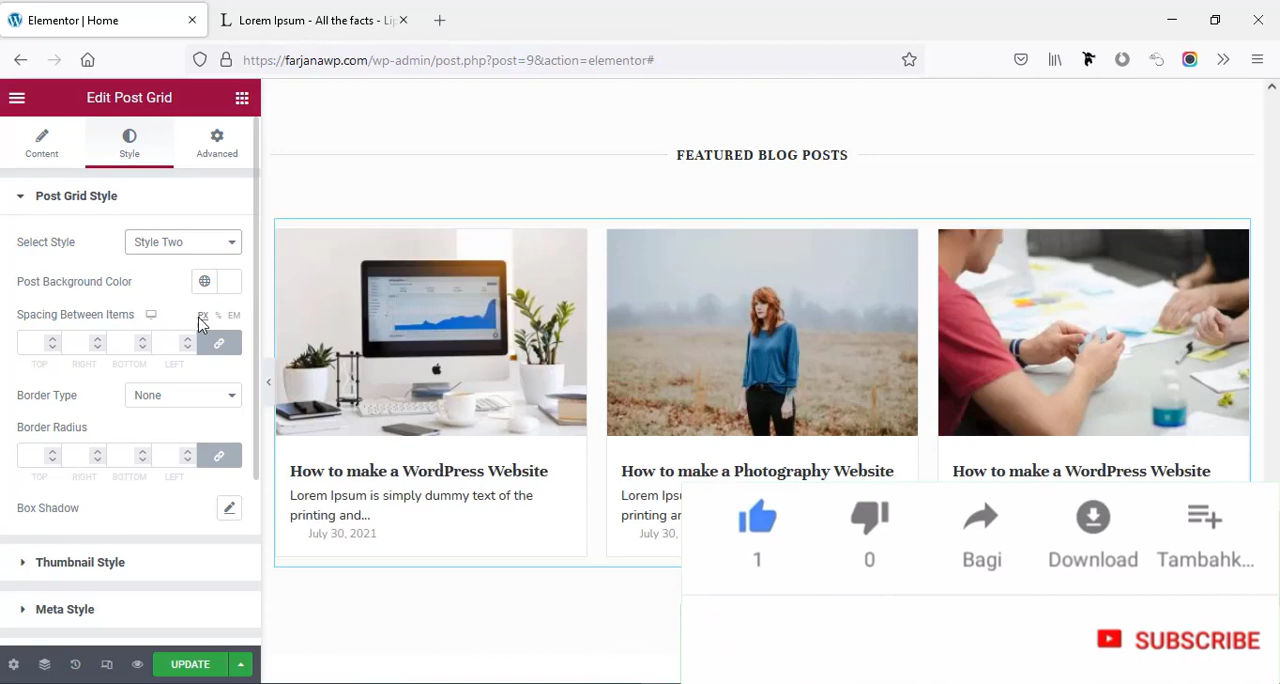 Elementor | Home
Lorem Ipsum - All the facts - Li
https://farjanawp.com/wp-admin/post.php?post=9&action=elementor#
Edit Post Grid
Content
Style
Advanced
Post Grid Style
Select Style
Style Two
Post Background Color
Spacing Between Items
PX % EM
TOP RIGHT BOTTOM LEFT
Border Type
None
Border Radius
TOP RIGHT BOTTOM LEFT
Box Shadow
Thumbnail Style
Meta Style
UPDATE
FEATURED BLOG POSTS
How to make a WordPress Website
Lorem Ipsum is simply dummy text of the
printing and...
July 30, 2021
How to make a Photography Website
Lorem Ips
printing an
July 30,
How to make a WordPress Website
1
0
Bagi
Download
Tambahk...
SUBSCRIBE